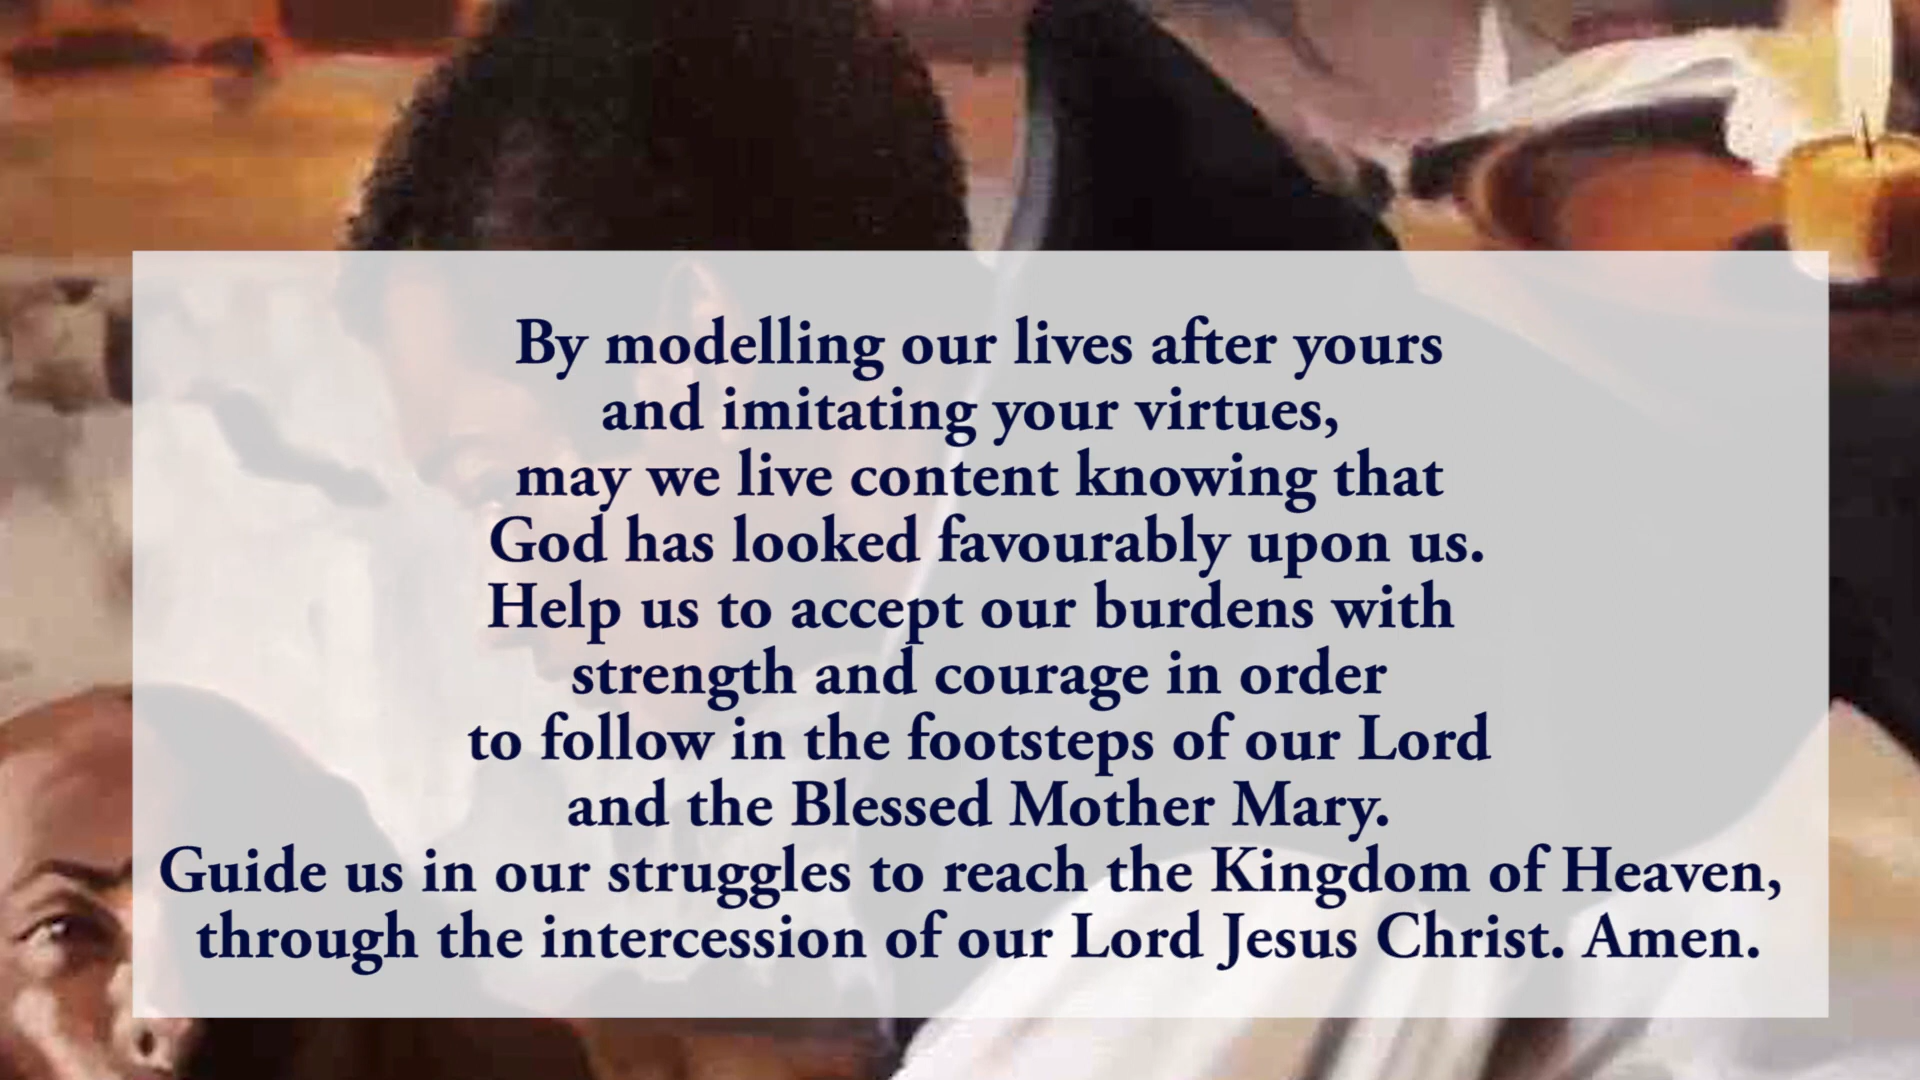 By modelling our lives after yours
and imitating your virtues,
may we live content knowing that
God has looked favourably upon us.
Help us to accept our burdens with
strength and courage in order
to follow in the footsteps of our Lord
and the Blessed Mother Mary.
Guide us in our struggles to reach the Kingdom of Heaven,
through the intercession of our Lord Jesus Christ. Amen.